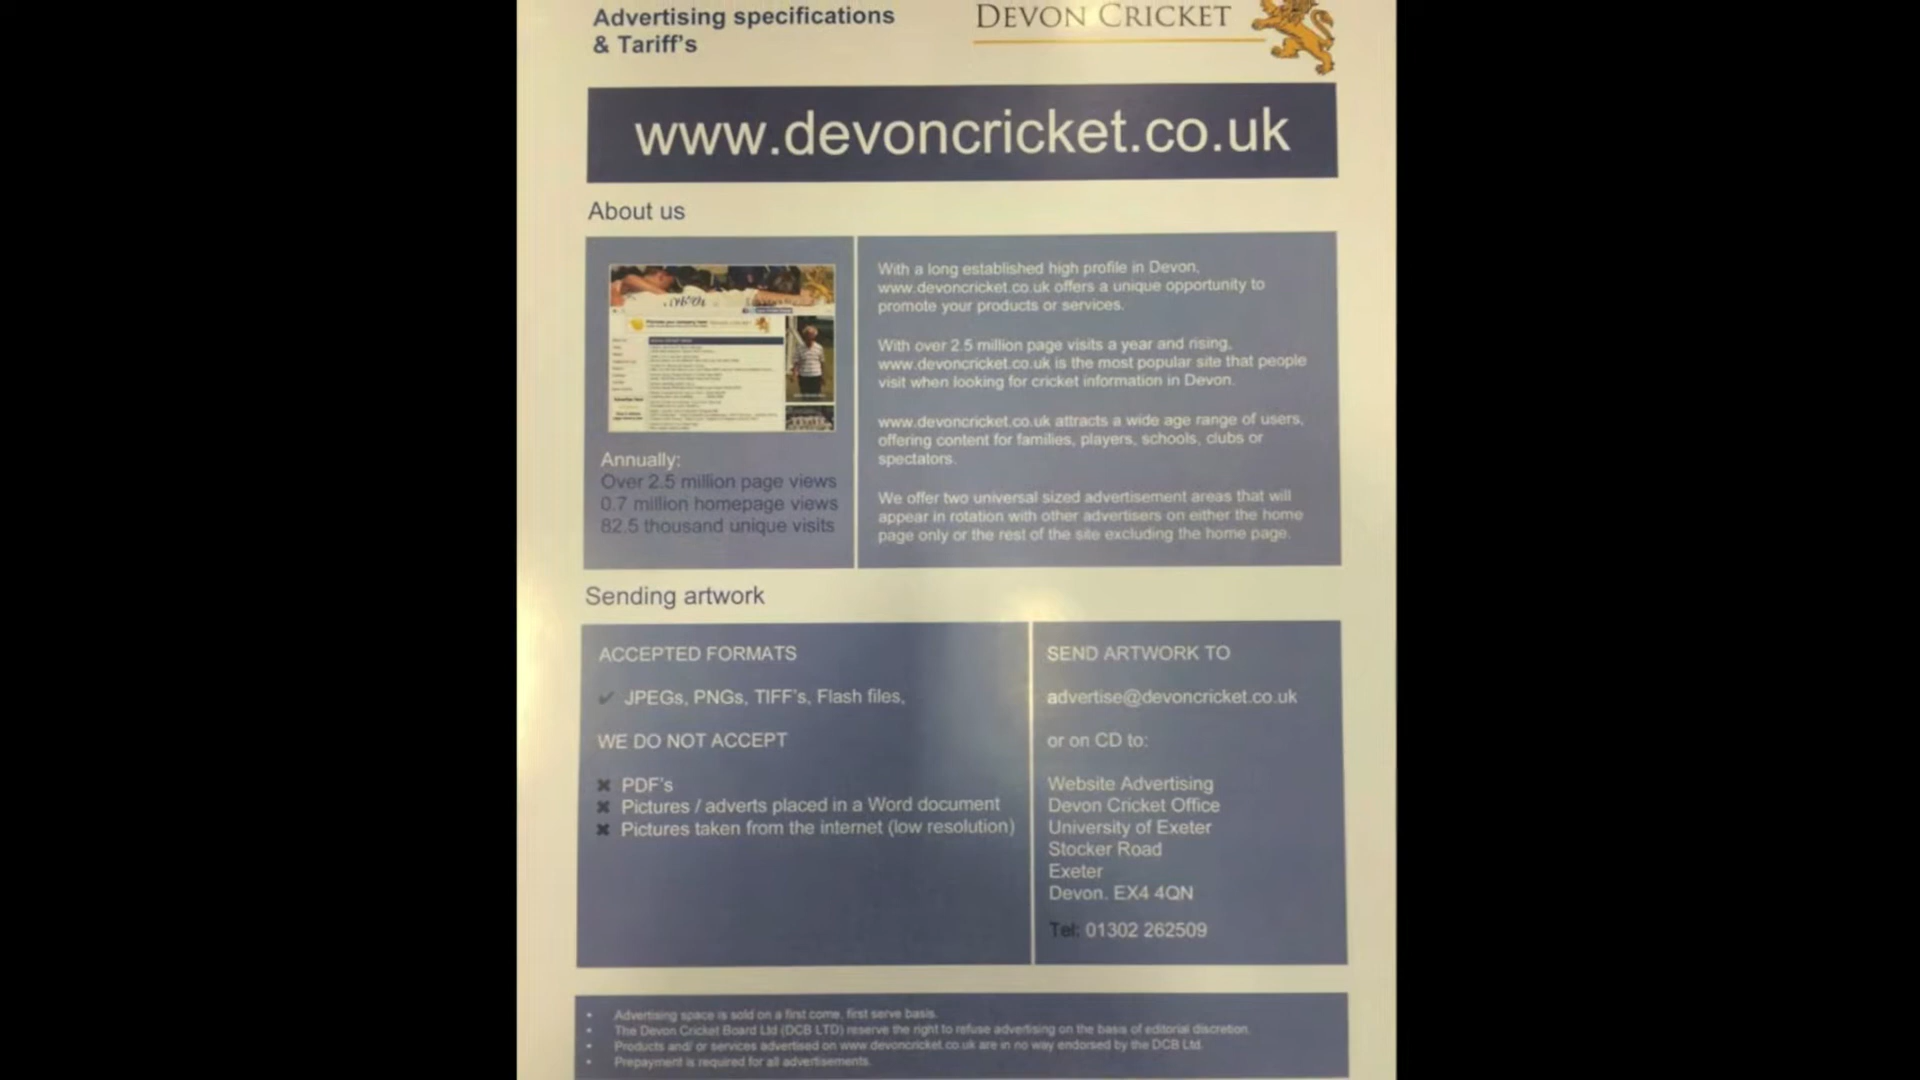 Advertising specifications
& Tariff's
DEVON CRICKET
www.devoncricket.co.uk
About us
Annually:
Over 2.5 million page views
0.7 million homepage views
82.5 thousand unique visits
With a long established high profile in Devon,
www.devoncricket.co.uk offers a unique opportunity to
promote your products or services.
With over 2.5 million page visits a year and rising,
www.devoncricket.co.uk is the most popular site that people
visit when looking for cricket information in Devon.
www.devoncricket.co.uk attracts a wide age range of users,
offering content for families, players, schools, clubs or
spectators.
We offer two universal sized advertisement areas that will
appear in rotation with other advertisers on either the home
page only or the rest of the site excluding the home page.
Sending artwork
ACCEPTED FORMATS
✔ JPEGs, PNGs, TIFF's, Flash files,
WE DO NOT ACCEPT
✖ PDF's
✖ Pictures / adverts placed in a Word document
✖ Pictures taken from the internet (low resolution)
SEND ARTWORK TO
advertise@devoncricket.co.uk
or on CD to:
Website Advertising
Devon Cricket Office
University of Exeter
Stocker Road
Exeter
Devon. EX4 4QN
Tel: 01302 262509
• Advertising space is sold on a first come, first serve basis.
• The Devon Cricket Board Ltd (DCB LTD) reserve the right to refuse advertising on the basis of editorial discretion.
• Products and/ or services advertised on www.devoncricket.co.uk are in no way endorsed by the DCB Ltd.
• Prepayment is required for all advertisements.